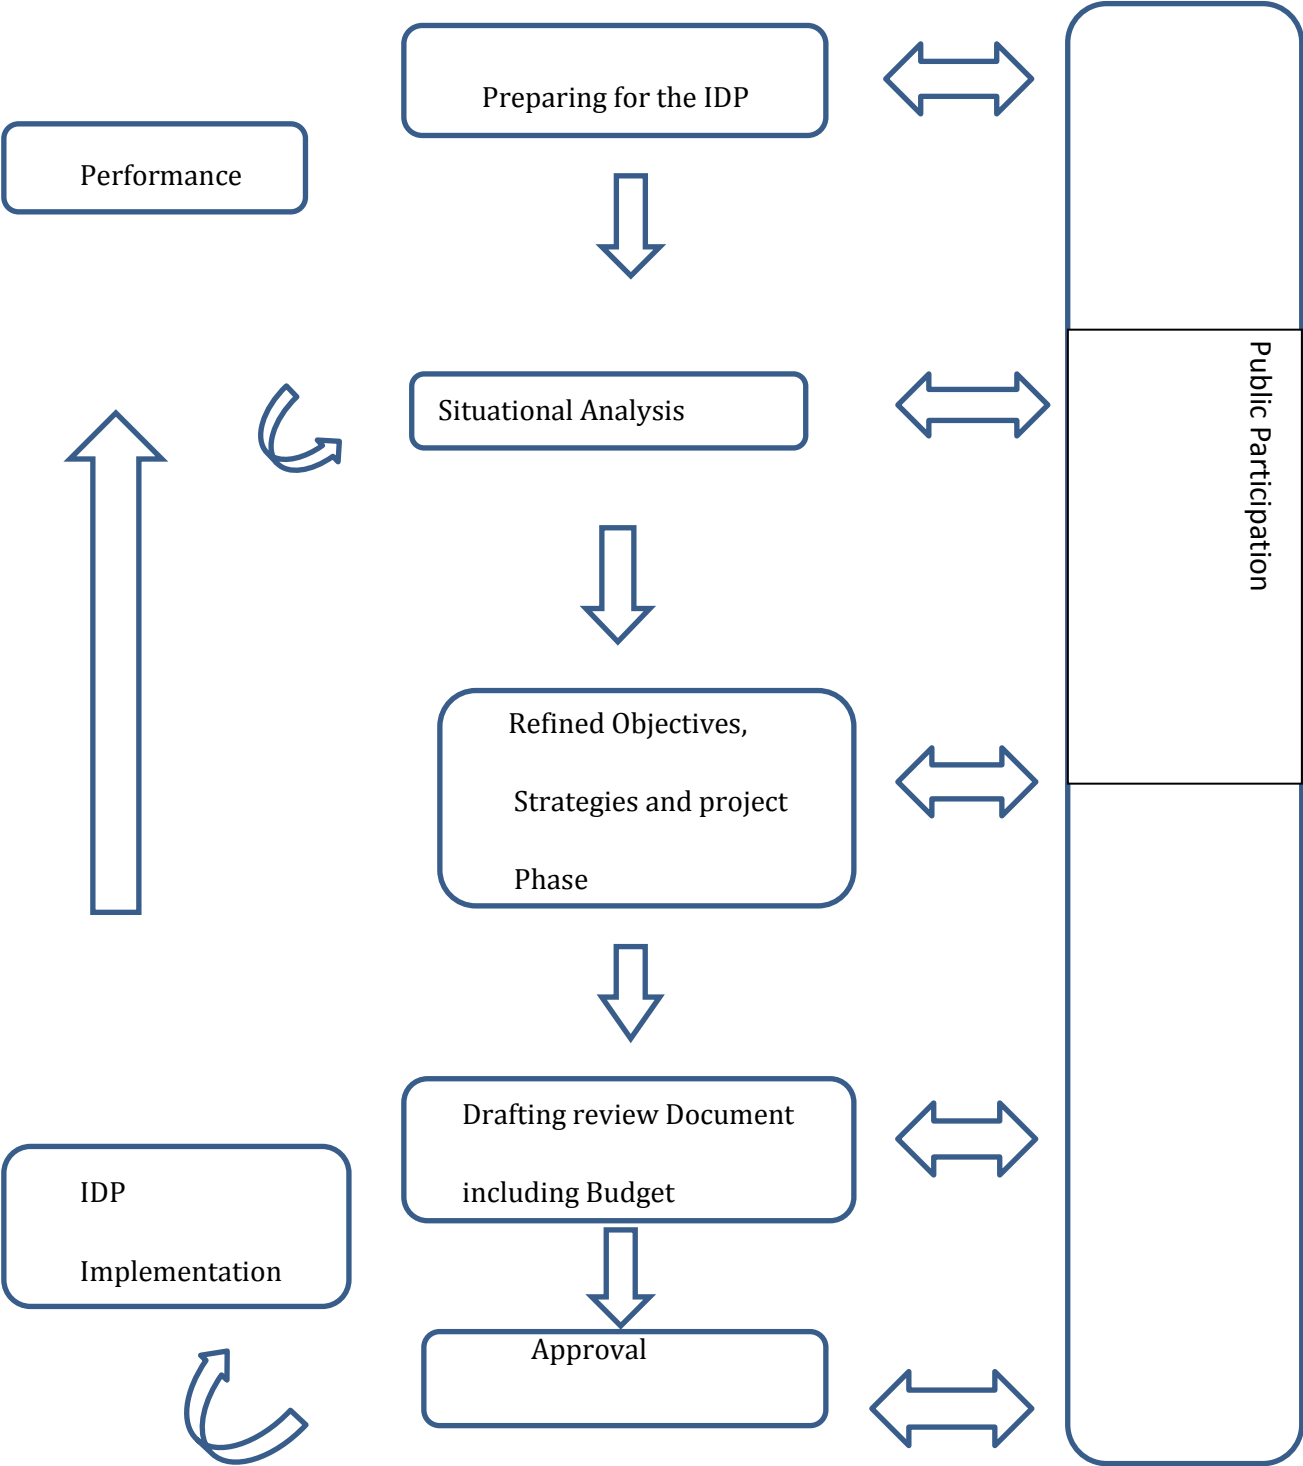 Preparing for the IDP
Performance
Situational Analysis
Public Participation
Refined Objectives,
Strategies and project
Phase
Drafting review Document
including Budget
IDP
Implementation
Approval